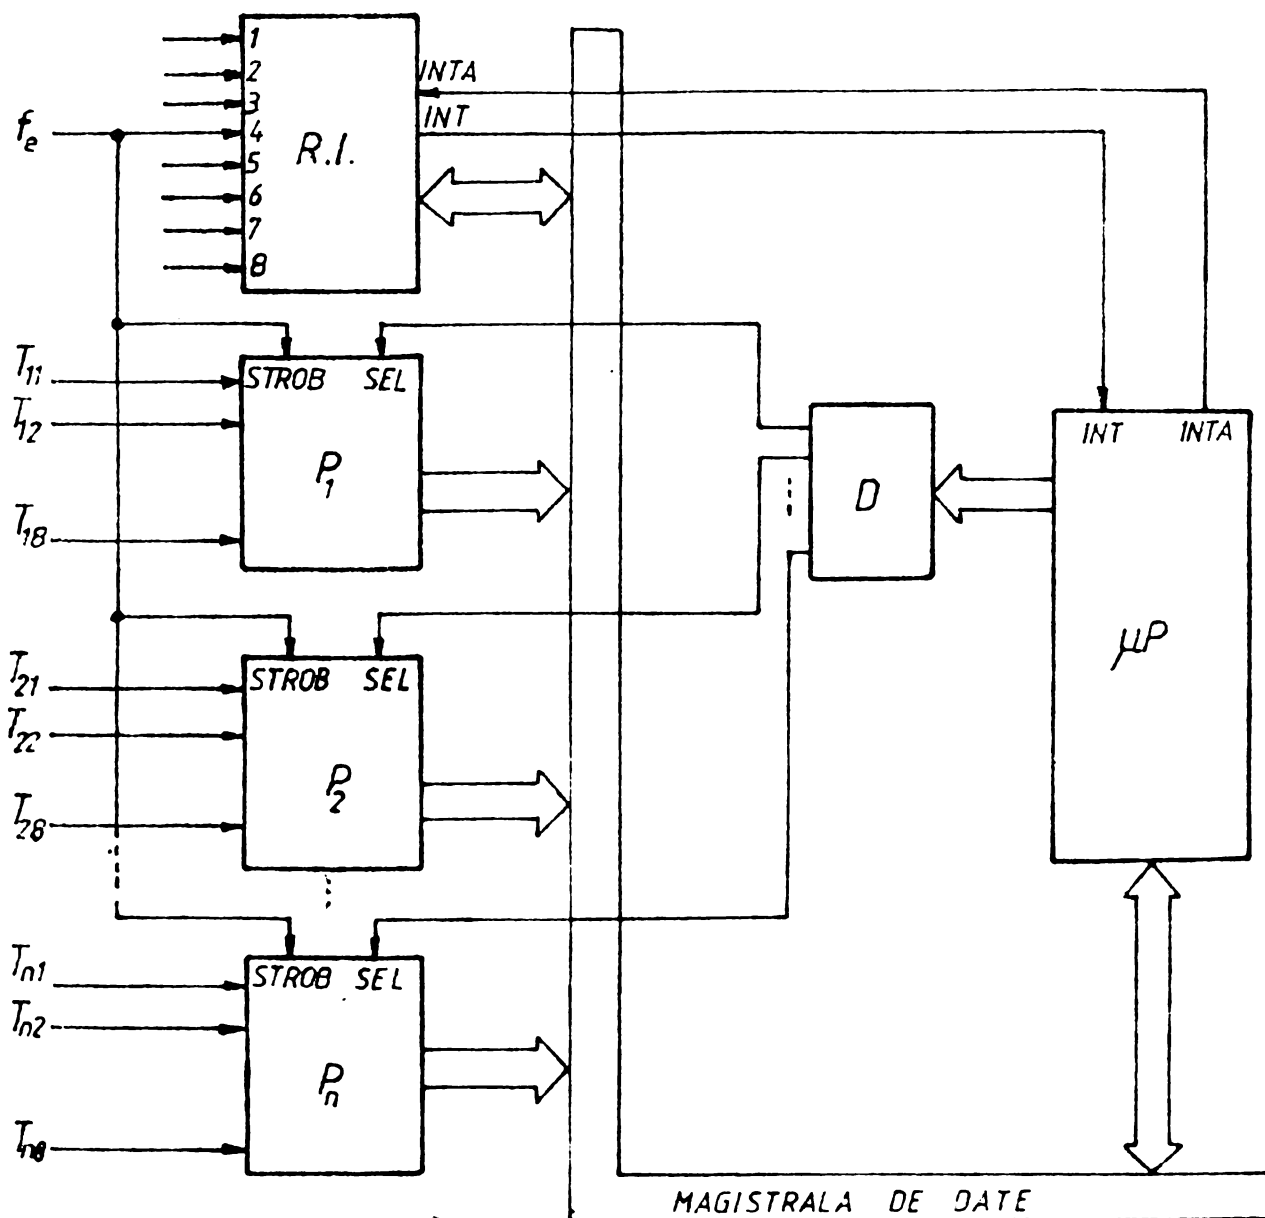 1
2
INTA
3
INT
f_e
4
R.I.
5
6
7
8
T_11
STROB SEL
T_12
INT INTA
P_1
D
T_18
μP
T_21
STROB SEL
T_22
P_2
T_28
T_n1
STROB SEL
T_n2
P_n
T_n8
MAGISTRALA DE DATE